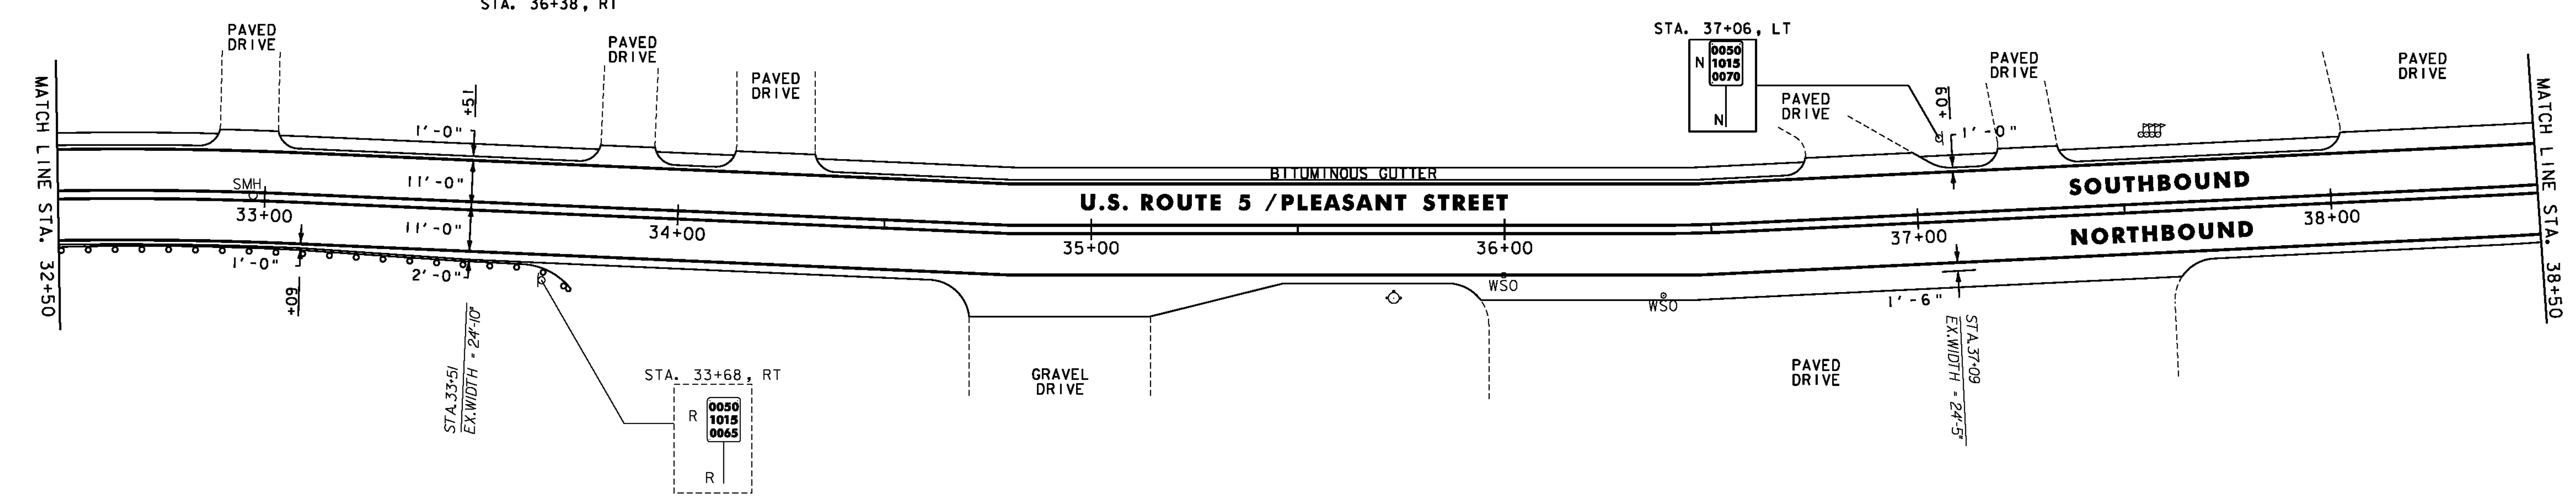 STA. 36+38, RT
PAVED
DRIVE
PAVED
DRIVE
PAVED
DRIVE
STA. 37+06, LT
0050
1015
0070
N
N
PAVED
DRIVE
PAVED
DRIVE
PAVED
DRIVE
MATCH LINE STA. 32+50
+51
1'-0"
11'-0"
11'-0"
2'-0"
1'-0"
+09
SMH
33+00
34+00
35+00
36+00
37+00
38+00
BITUMINOUS GUTTER
U.S. ROUTE 5 /PLEASANT STREET
SOUTHBOUND
NORTHBOUND
+09
1'-0"
1'-6"
WSO
WSO
MATCH LINE STA. 38+50
STA.33+51
EX.WIDTH = 24'-10"
STA. 33+68, RT
R
0050
1015
0065
R
GRAVEL
DRIVE
PAVED
DRIVE
STA.37+09
EX.WIDTH = 24'-5"